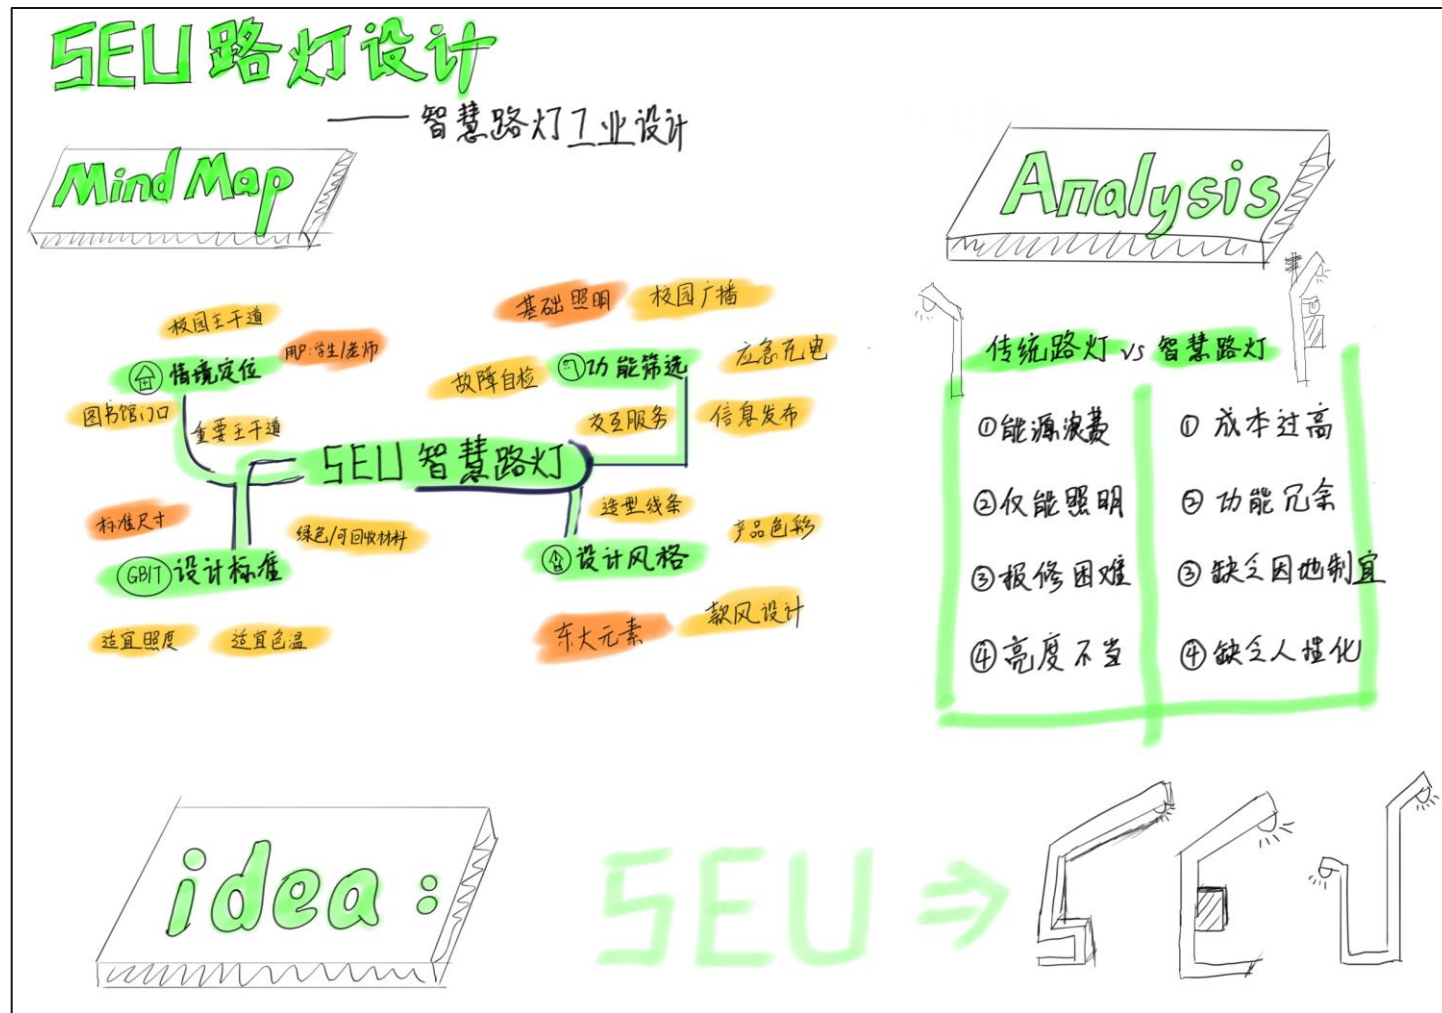 SEU路灯设计
——智慧路灯工业设计
Mind Map
校园主干道
用户:学生/老师
情境定位
图书馆门口
重要主干道
基础照明
校园广播
应急充电
故障自检
功能筛选
交互服务
信息发布
SEU智慧路灯
标准尺寸
绿色/可回收材料
GB/T 设计标准
适宜照度
适宜色温
造型线条
产品色彩
设计风格
东大元素
款风设计
Analysis
传统路灯 vs 智慧路灯
①能源浪费
①成本过高
②仅能照明
②功能冗余
③报修困难
③缺乏因地制宜
④亮度不当
④缺乏人性化
idea:
SEU ⇒ SEU